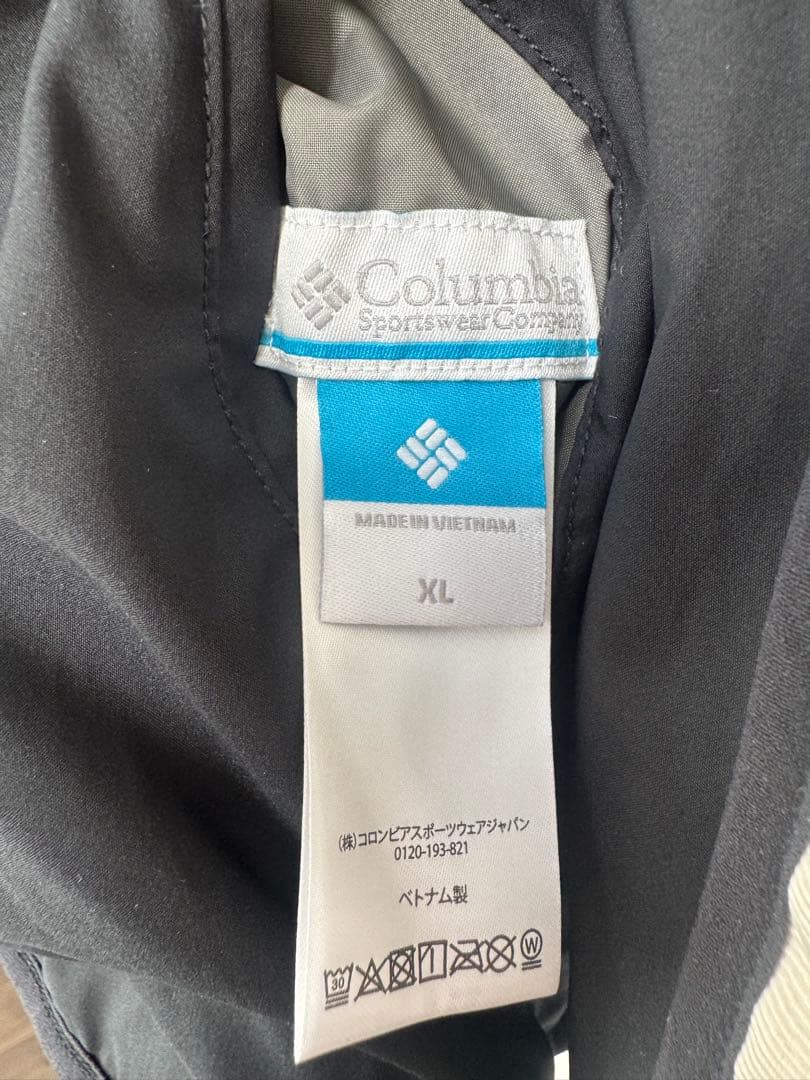 Columbia
Sportswear Company
MADE IN VIETNAM
XL
(株)コロンビアスポーツウェアジャパン
0120-193-821
ベトナム製
30
W